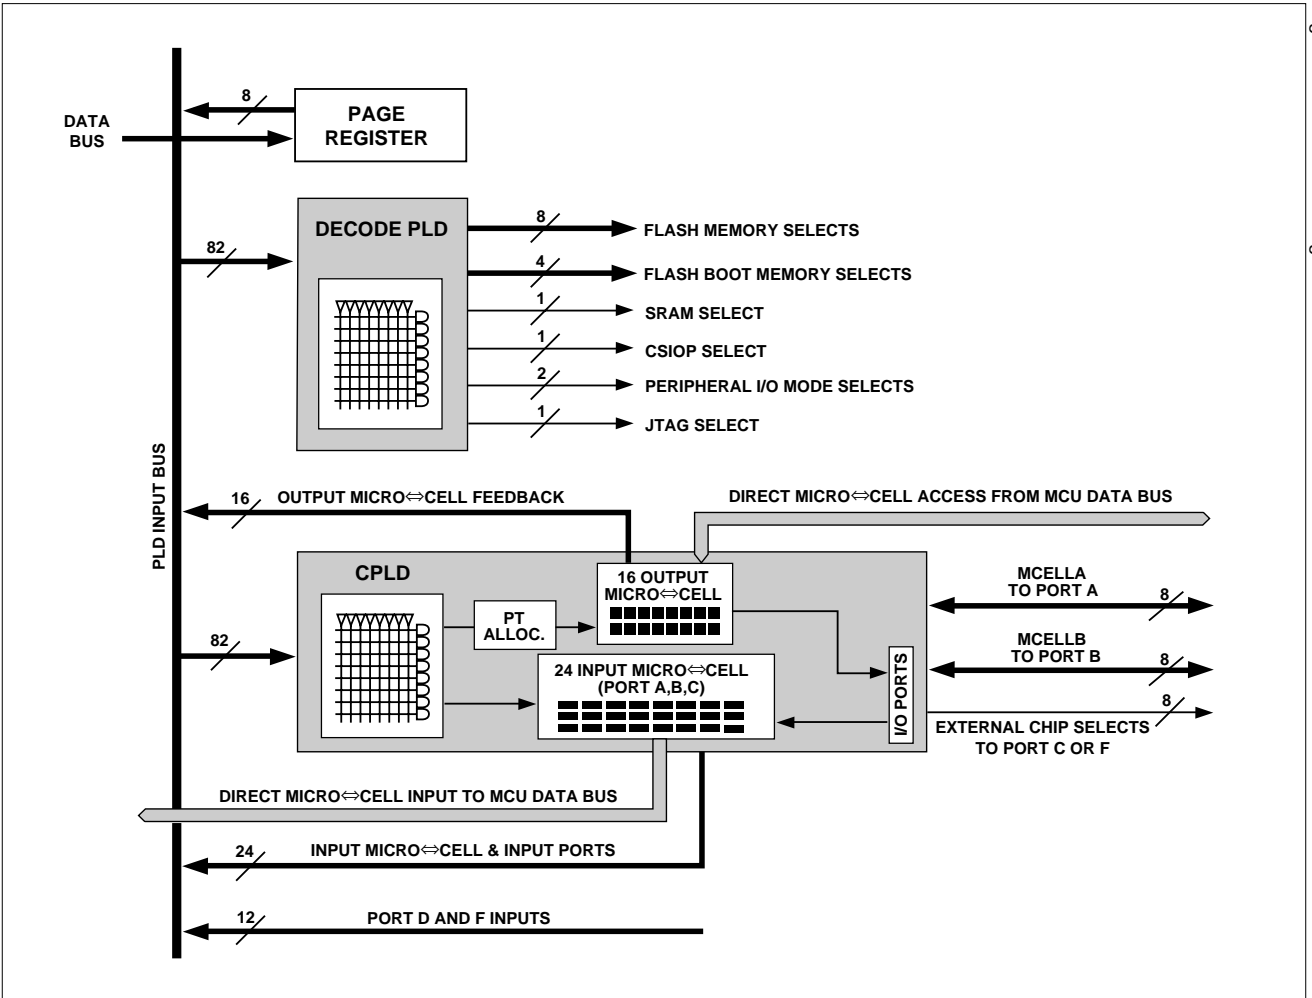 8
PAGE
REGISTER
DATA
BUS
DECODE PLD
82
8
FLASH MEMORY SELECTS
4
FLASH BOOT MEMORY SELECTS
1
SRAM SELECT
1
CSIOP SELECT
2
PERIPHERAL I/O MODE SELECTS
1
JTAG SELECT
PLD INPUT BUS
16
OUTPUT MICRO⇔CELL FEEDBACK
DIRECT MICRO⇔CELL ACCESS FROM MCU DATA BUS
CPLD
82
PT
ALLOC.
16 OUTPUT
MICRO⇔CELL
24 INPUT MICRO⇔CELL
(PORT A,B,C)
I/O PORTS
MCELLA
TO PORT A
8
MCELLB
TO PORT B
8
8
EXTERNAL CHIP SELECTS
TO PORT C OR F
DIRECT MICRO⇔CELL INPUT TO MCU DATA BUS
24
INPUT MICRO⇔CELL & INPUT PORTS
12
PORT D AND F INPUTS